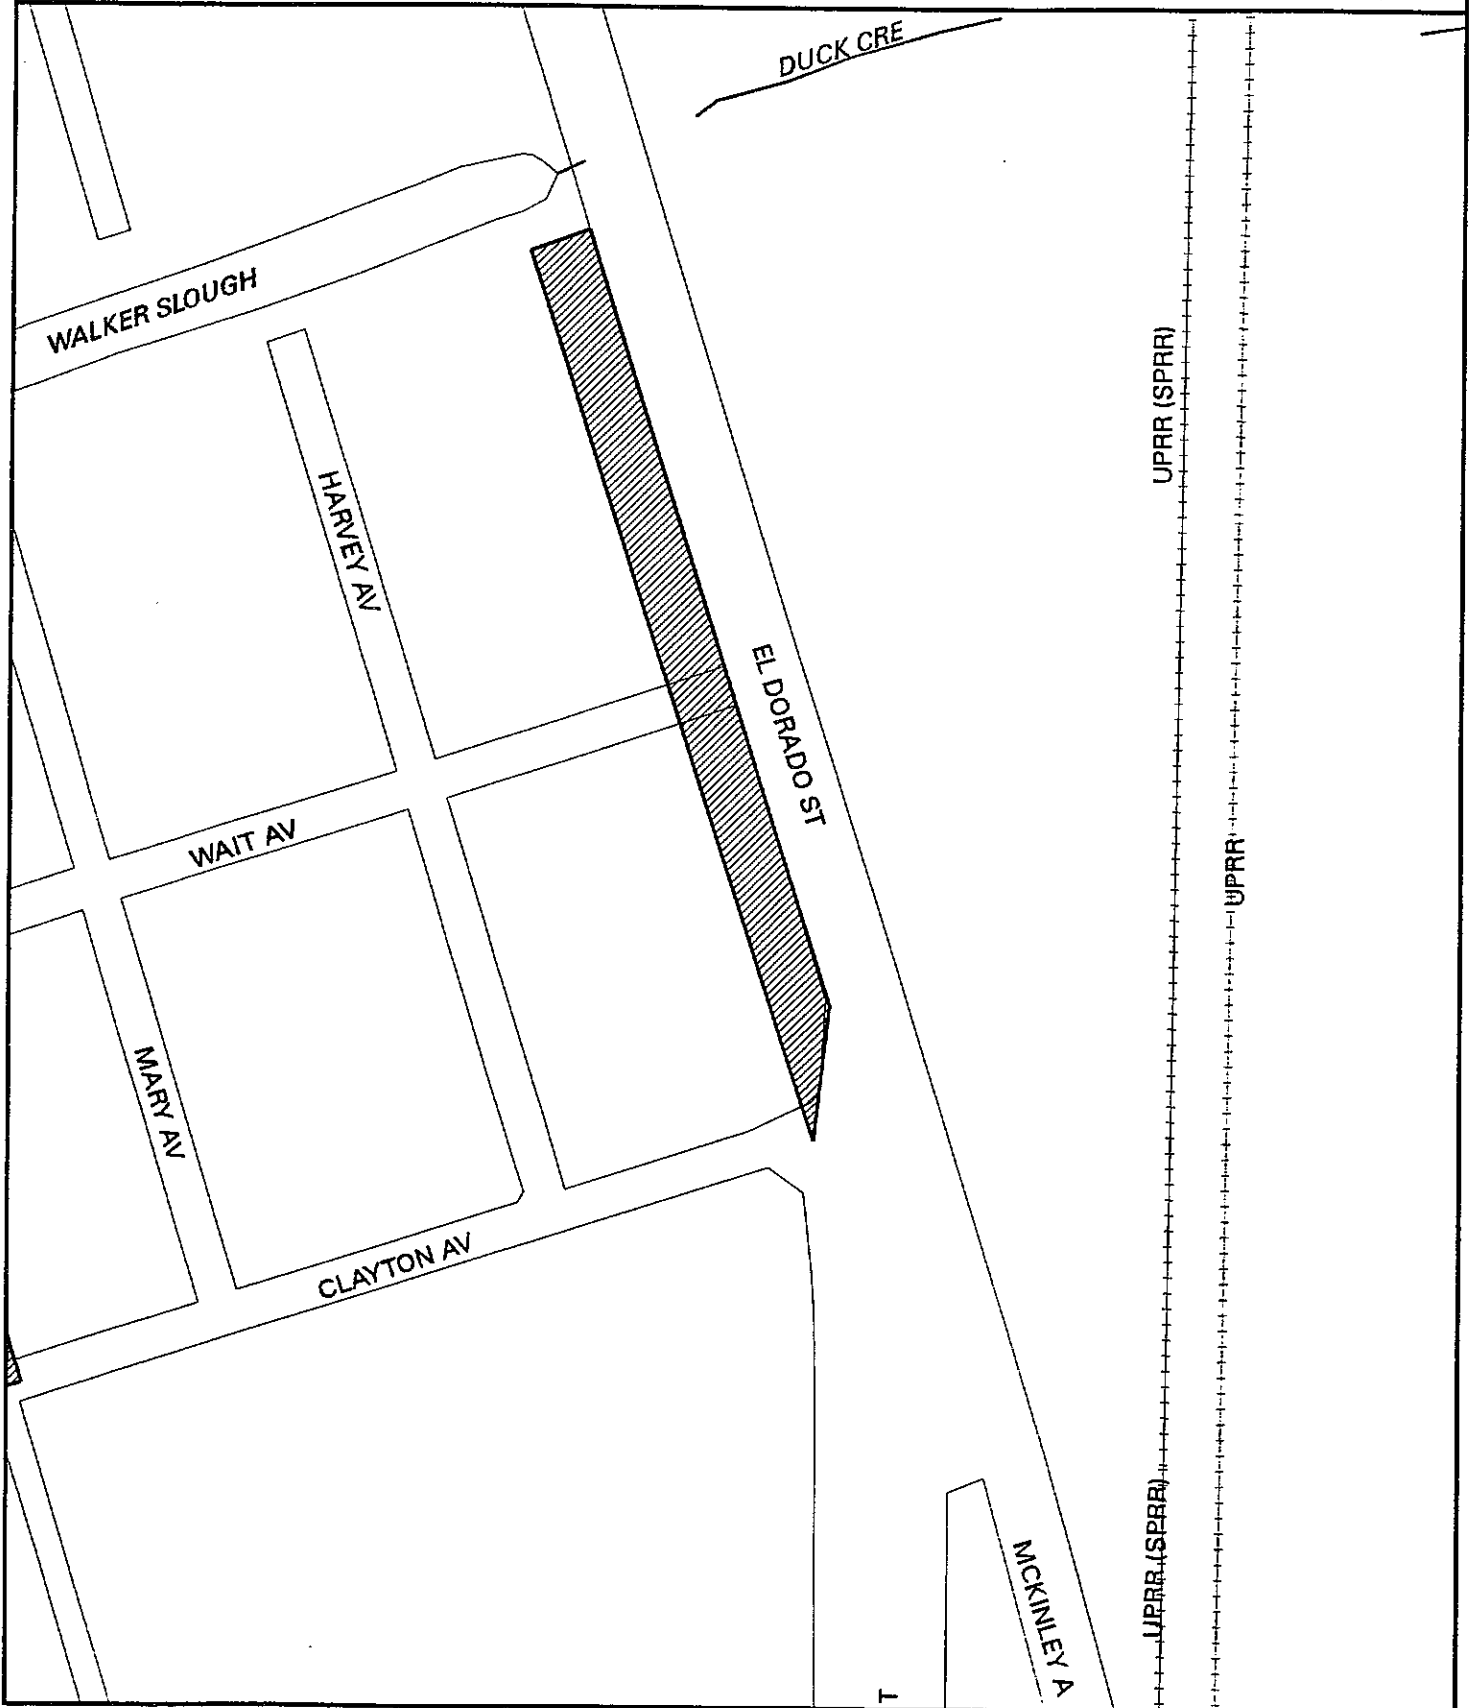 DUCK CRE
WALKER SLOUGH
UPRR (SPRR)
HARVEY AV
EL DORADO ST
WAIT AV
UPRR
MARY AV
CLAYTON AV
UPRR (SPRR)
MCKINLEY A
T